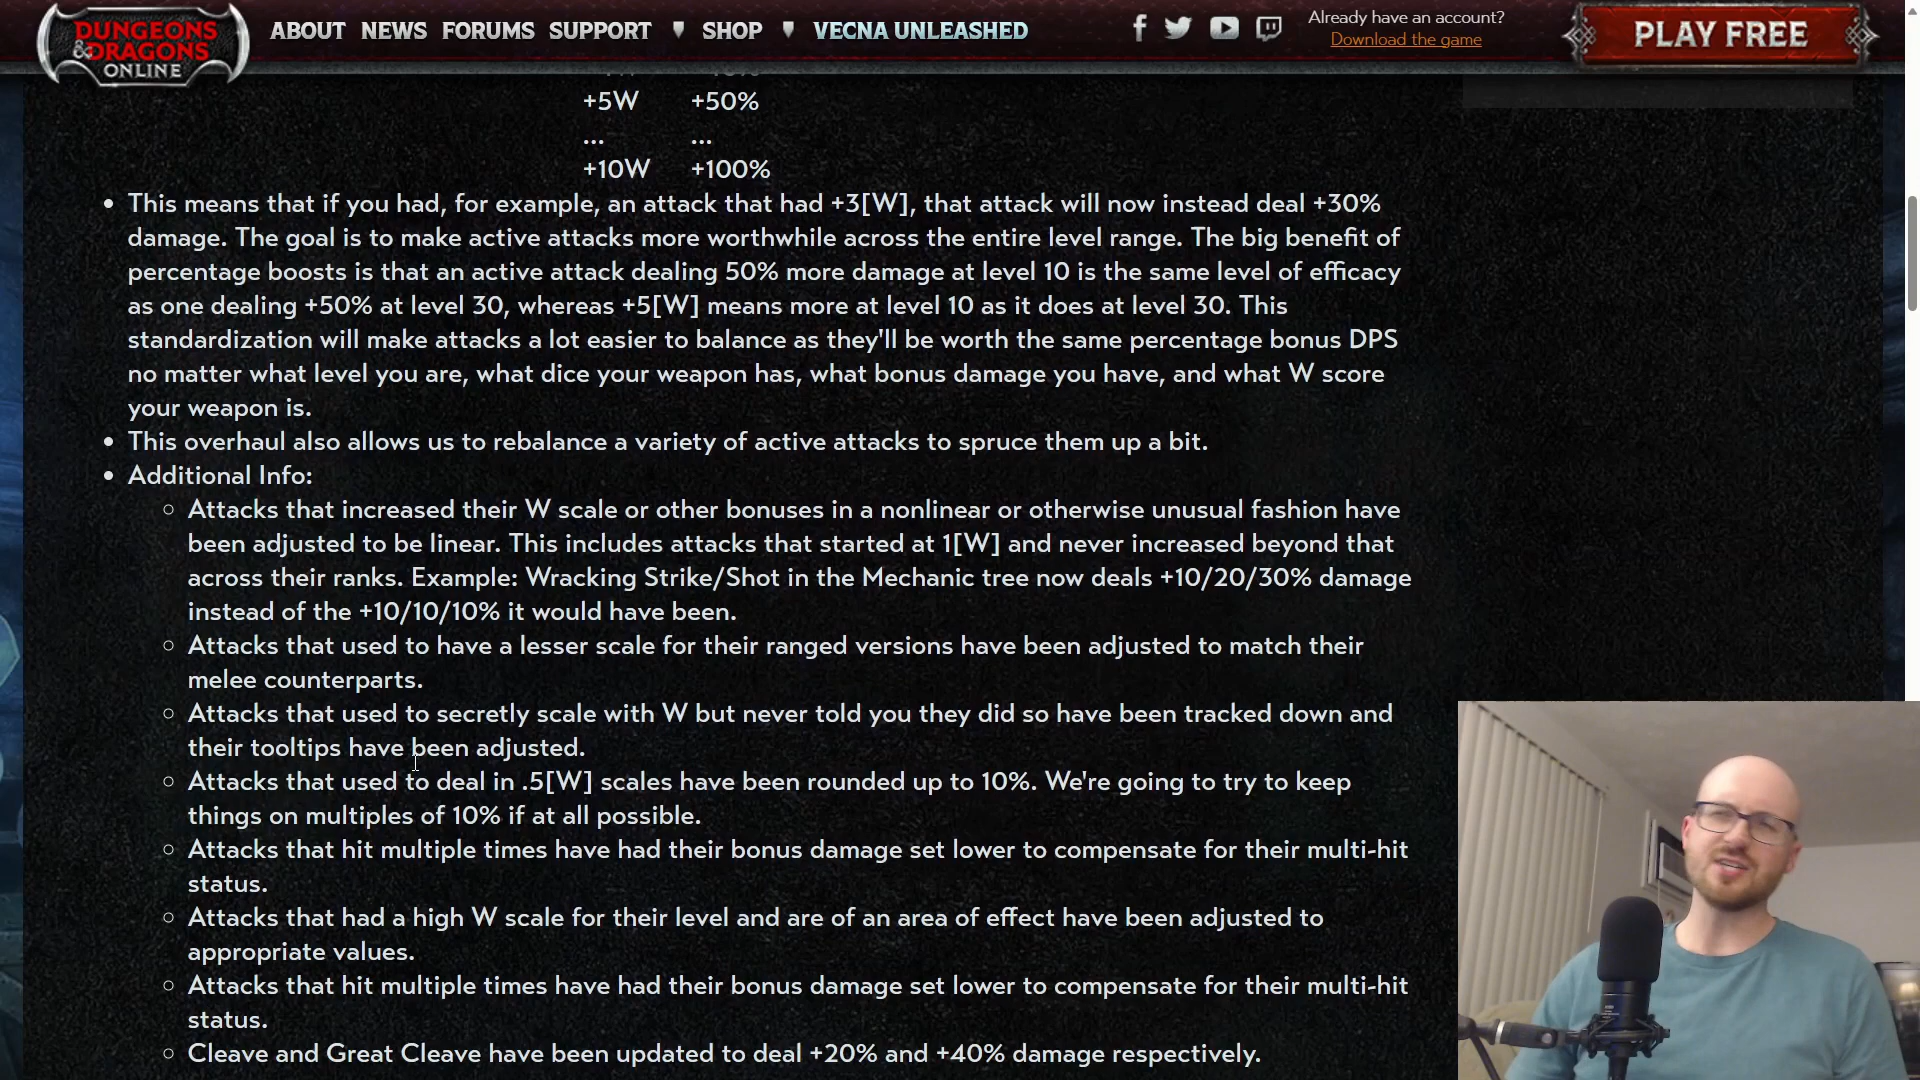 DUNGEONS
& DRAGONS
ONLINE
ABOUT NEWS FORUMS SUPPORT SHOP VECNA UNLEASHED
Already have an account?
Download the game
PLAY FREE
+5W +50%
... ...
+10W +100%
• This means that if you had, for example, an attack that had +3[W], that attack will now instead deal +30%
damage. The goal is to make active attacks more worthwhile across the entire level range. The big benefit of
percentage boosts is that an active attack dealing 50% more damage at level 10 is the same level of efficacy
as one dealing +50% at level 30, whereas +5[W] means more at level 10 as it does at level 30. This
standardization will make attacks a lot easier to balance as they'll be worth the same percentage bonus DPS
no matter what level you are, what dice your weapon has, what bonus damage you have, and what W score
your weapon is.
• This overhaul also allows us to rebalance a variety of active attacks to spruce them up a bit.
• Additional Info:
○ Attacks that increased their W scale or other bonuses in a nonlinear or otherwise unusual fashion have
been adjusted to be linear. This includes attacks that started at 1[W] and never increased beyond that
across their ranks. Example: Wracking Strike/Shot in the Mechanic tree now deals +10/20/30% damage
instead of the +10/10/10% it would have been.
○ Attacks that used to have a lesser scale for their ranged versions have been adjusted to match their
melee counterparts.
○ Attacks that used to secretly scale with W but never told you they did so have been tracked down and
their tooltips have been adjusted.
○ Attacks that used to deal in .5[W] scales have been rounded up to 10%. We're going to try to keep
things on multiples of 10% if at all possible.
○ Attacks that hit multiple times have had their bonus damage set lower to compensate for their multi-hit
status.
○ Attacks that had a high W scale for their level and are of an area of effect have been adjusted to
appropriate values.
○ Attacks that hit multiple times have had their bonus damage set lower to compensate for their multi-hit
status.
○ Cleave and Great Cleave have been updated to deal +20% and +40% damage respectively.